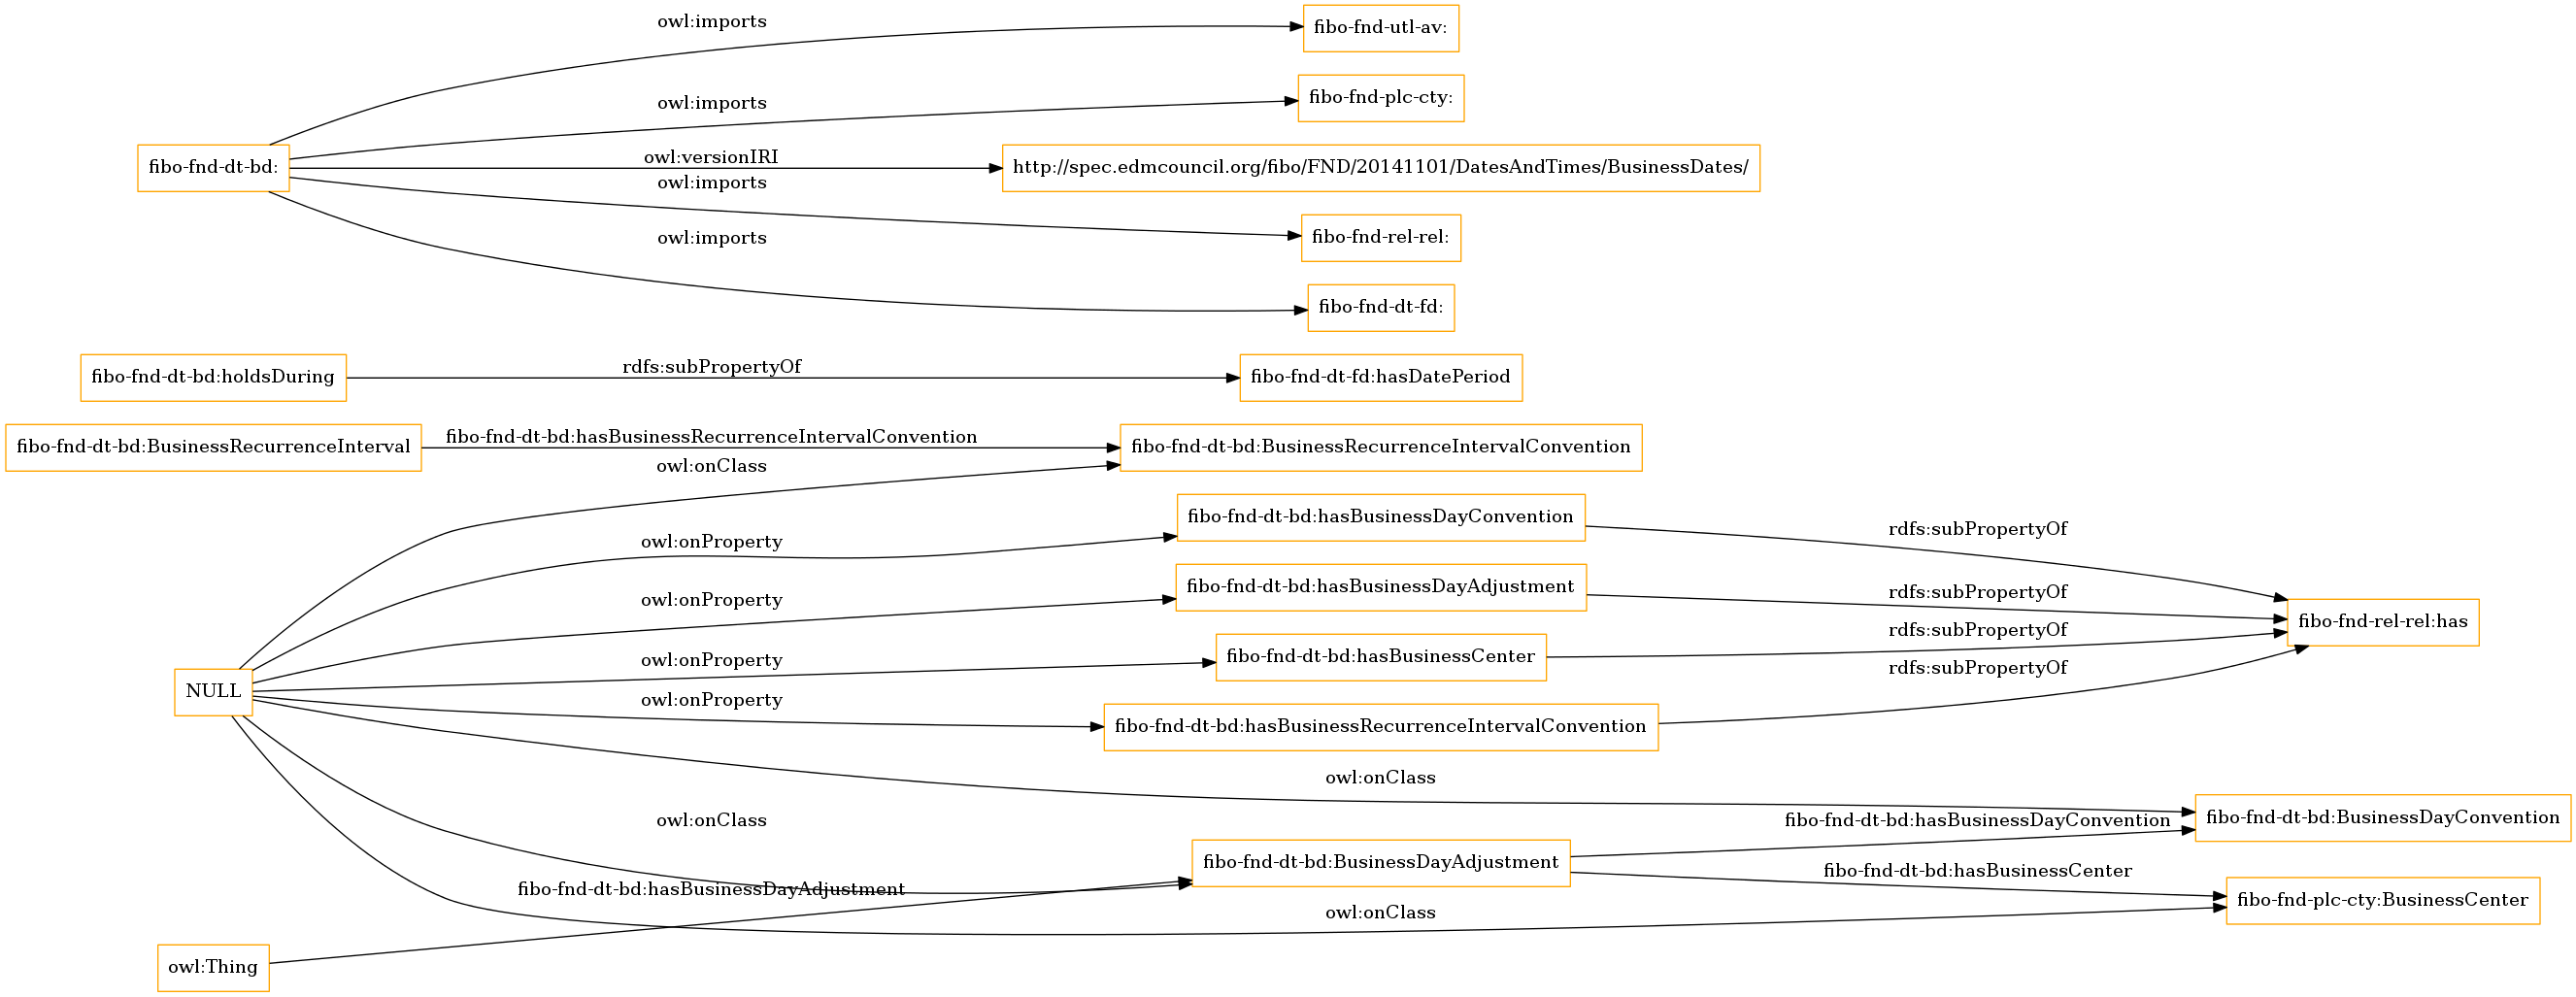 owl:imports
fibo-fnd-utl-av:
owl:imports
fibo-fnd-plc-cty:
fibo-fnd-dt-bd:
owl:versionIRI
http://spec.edmcouncil.org/fibo/FND/20141101/DatesAndTimes/BusinessDates/
owl:imports
fibo-fnd-rel-rel:
owl:imports
fibo-fnd-dt-fd:
fibo-fnd-dt-bd:holdsDuring
rdfs:subPropertyOf
fibo-fnd-dt-fd:hasDatePeriod
fibo-fnd-dt-bd:BusinessRecurrenceInterval
fibo-fnd-dt-bd:hasBusinessRecurrenceIntervalConvention
fibo-fnd-dt-bd:BusinessRecurrenceIntervalConvention
owl:onClass
owl:onProperty
fibo-fnd-dt-bd:hasBusinessDayConvention
rdfs:subPropertyOf
owl:onProperty
fibo-fnd-dt-bd:hasBusinessDayAdjustment
rdfs:subPropertyOf
fibo-fnd-rel-rel:has
owl:onProperty
fibo-fnd-dt-bd:hasBusinessCenter
rdfs:subPropertyOf
NULL
owl:onProperty
fibo-fnd-dt-bd:hasBusinessRecurrenceIntervalConvention
rdfs:subPropertyOf
owl:onClass
fibo-fnd-dt-bd:BusinessDayConvention
owl:onClass
fibo-fnd-dt-bd:hasBusinessDayConvention
fibo-fnd-dt-bd:BusinessDayAdjustment
fibo-fnd-dt-bd:hasBusinessCenter
fibo-fnd-dt-bd:hasBusinessDayAdjustment
fibo-fnd-plc-cty:BusinessCenter
owl:onClass
owl:Thing